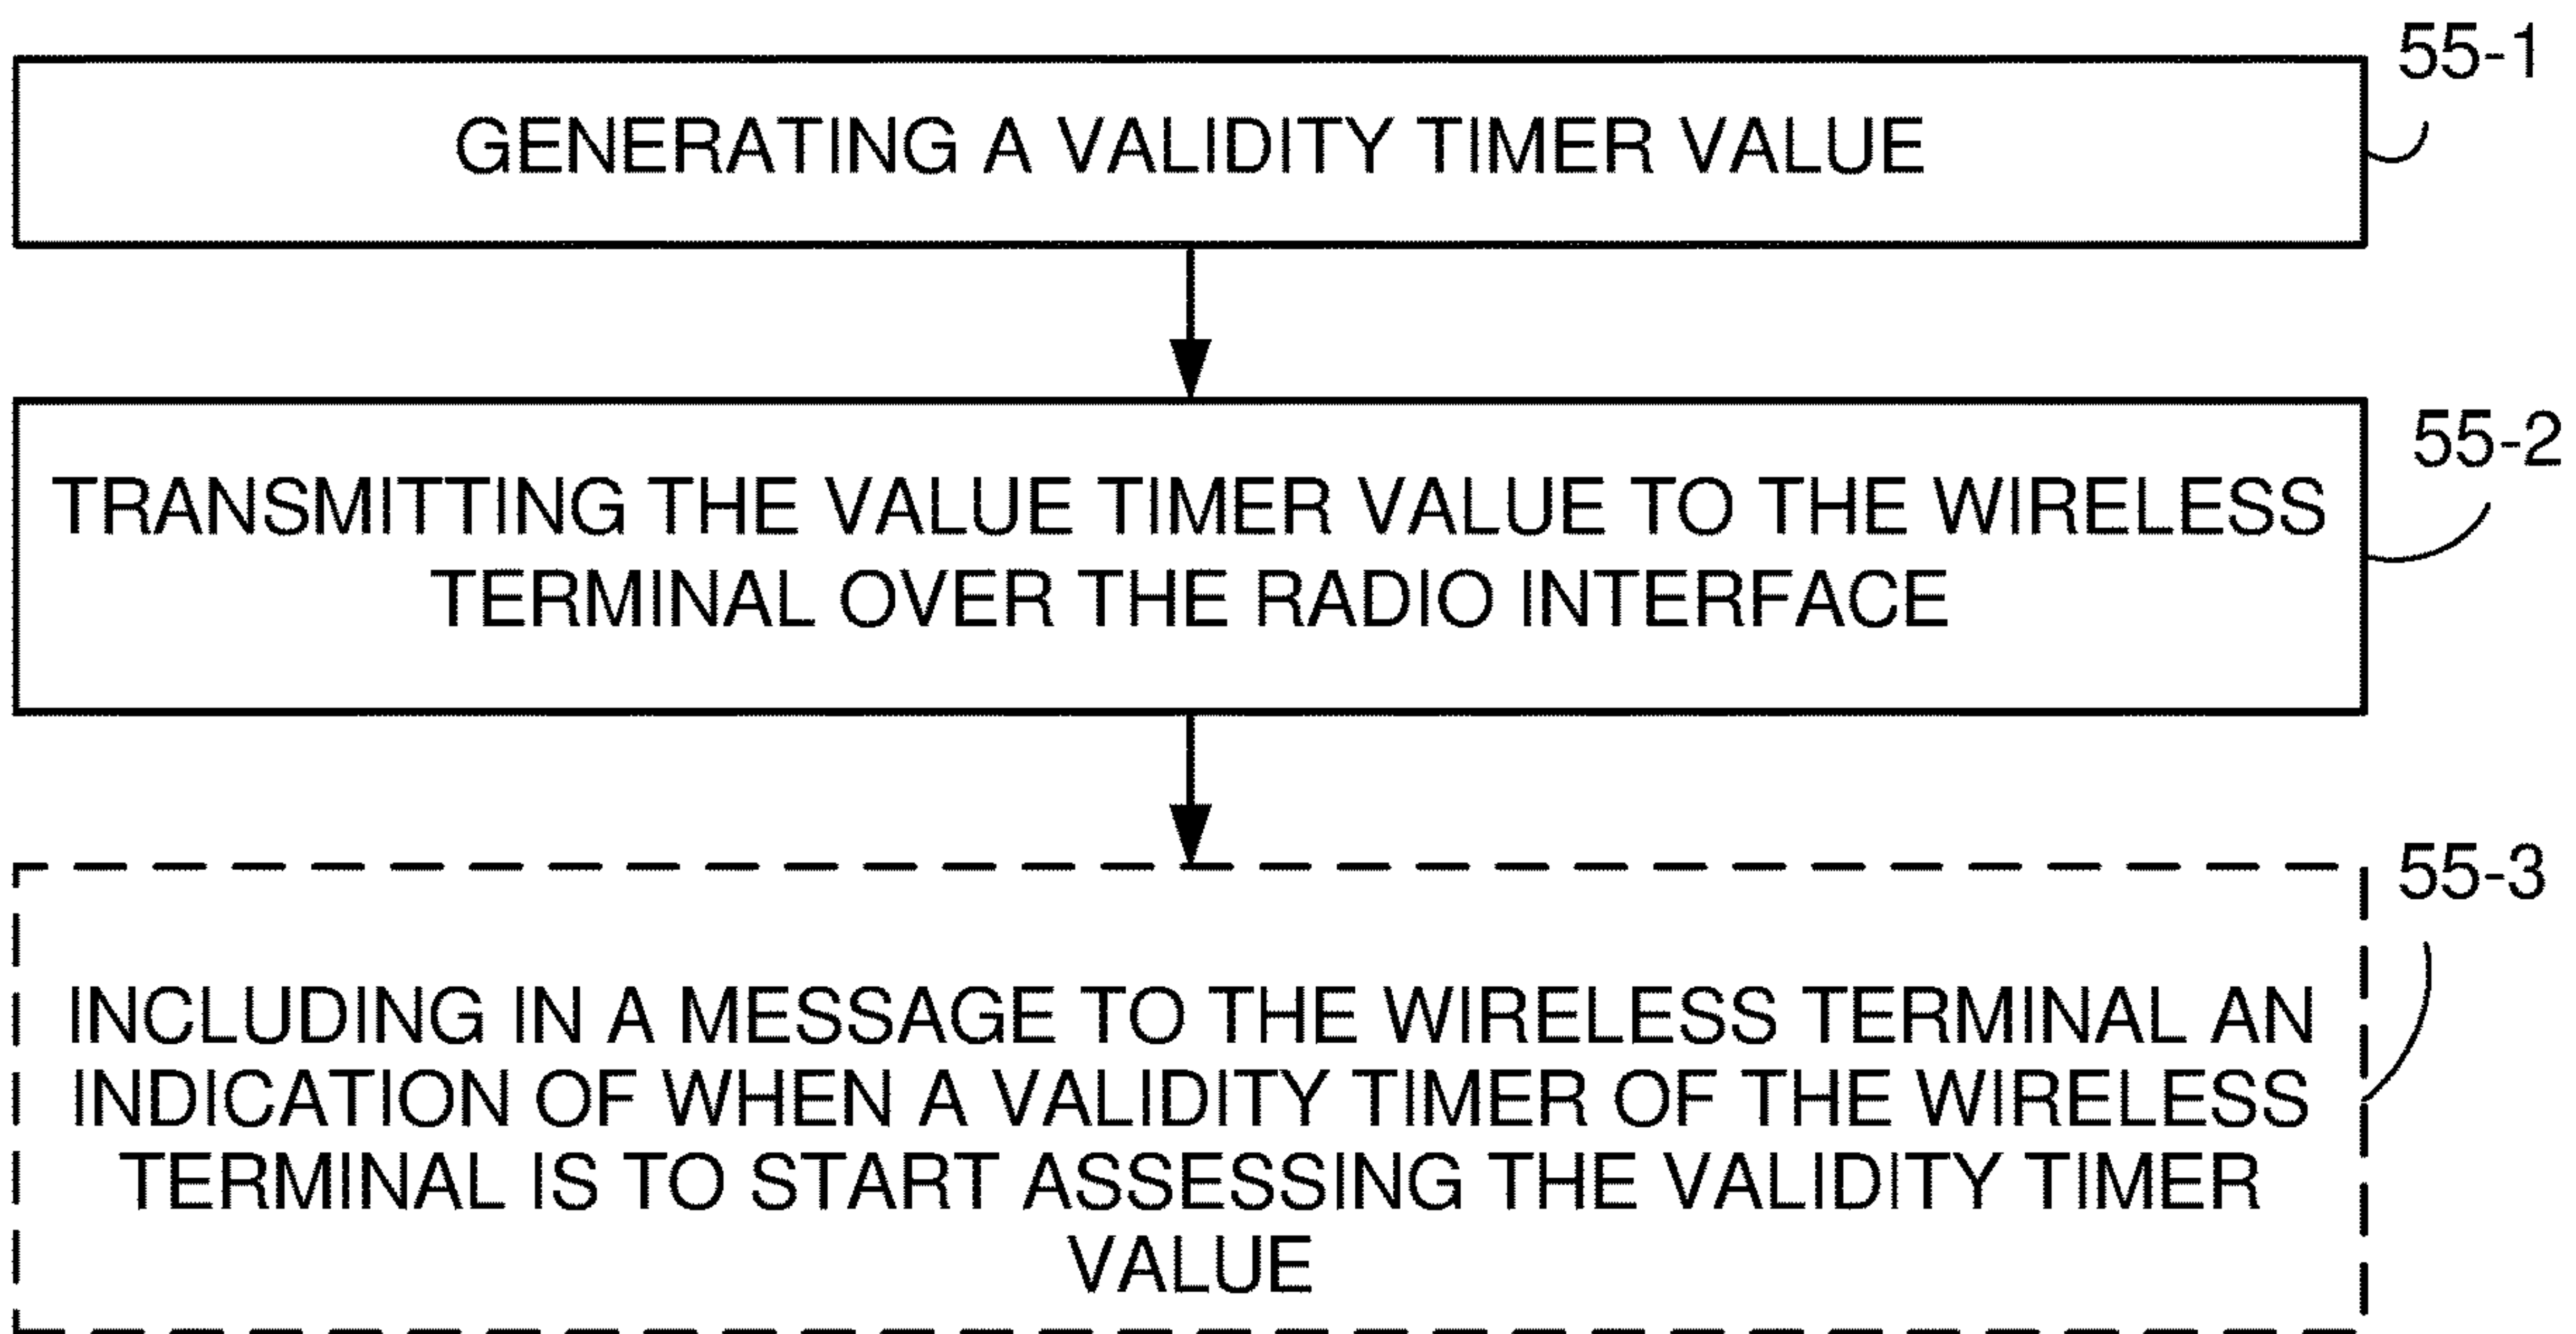 55-1
GENERATING A VALIDITY TIMER VALUE
55-2
TRANSMITTING THE VALUE TIMER VALUE TO THE WIRELESS
TERMINAL OVER THE RADIO INTERFACE
55-3
INCLUDING IN A MESSAGE TO THE WIRELESS TERMINAL AN
INDICATION OF WHEN A VALIDITY TIMER OF THE WIRELESS
TERMINAL IS TO START ASSESSING THE VALIDITY TIMER
VALUE